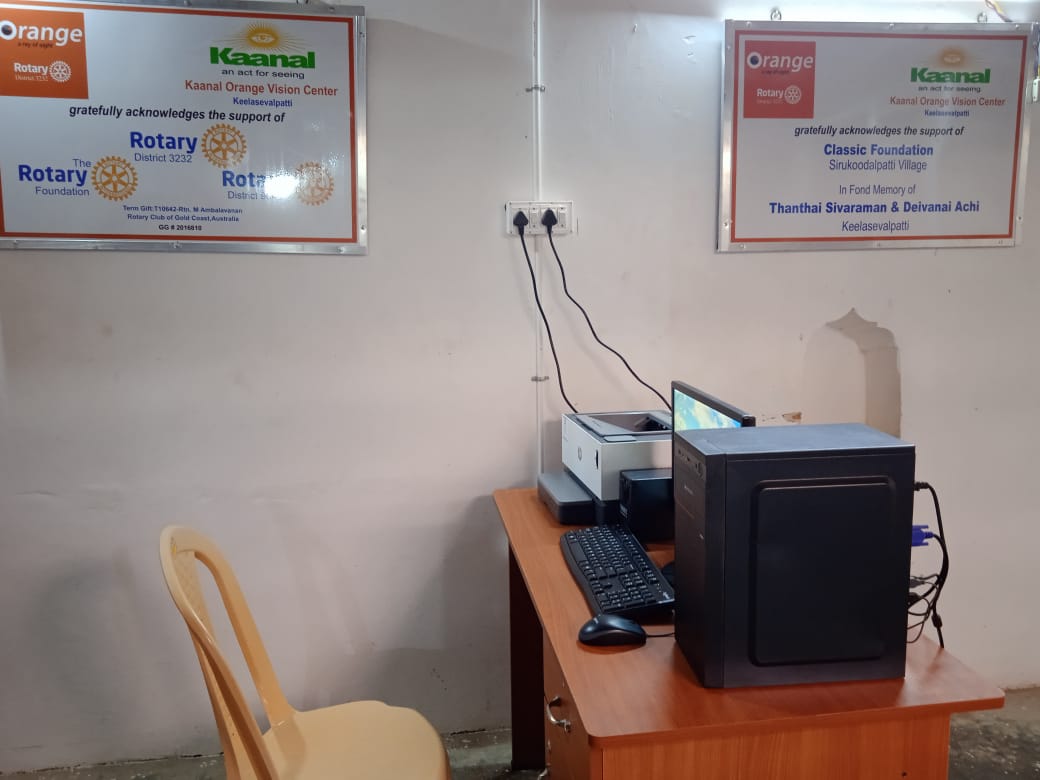 Orange
a ray of sight
Rotary
District 3232
Kaanal
an act for seeing
Kaanal Orange Vision Center
Keelasevalpatti
gratefully acknowledges the support of
Rotary
District 3232
The
Rotary
Foundation
District
Term Gift:T10642-Rtn. M Ambalavanan
Rotary Club of Gold Coast,Australia
GG # 2016810
Orange
a ray of sight
Rotary
District 3232
Kaanal
an act for seeing
Kaanal Orange Vision Center
Keelasevalpatti
gratefully acknowledges the support of
Classic Foundation
Sirukoodalpatti Village
In Fond Memory of
Thanthai Sivaraman & Deivanai Achi
Keelasevalpatti